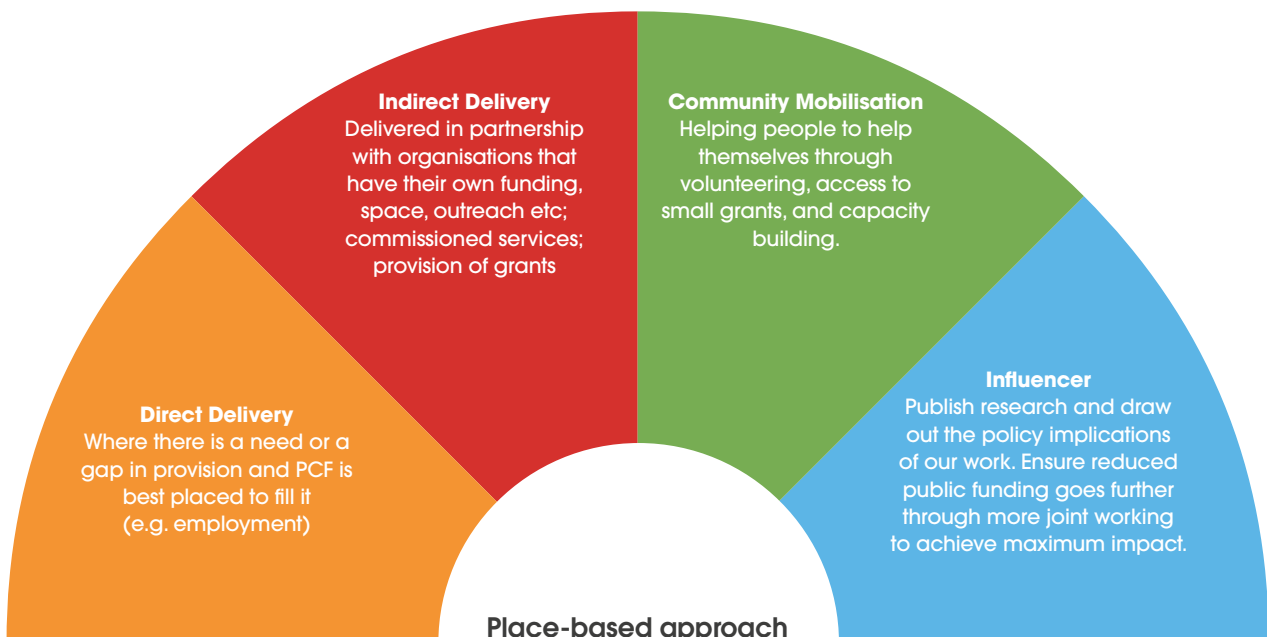 Indirect Delivery
Delivered in partnership
with organisations that
have their own funding,
space, outreach etc;
commissioned services;
provision of grants
Community Mobilisation
Helping people to help
themselves through
volunteering, access to
small grants, and capacity
building.
Direct Delivery
Where there is a need or a
gap in provision and PCF is
best placed to fill it
(e.g. employment)
Influencer
Publish research and draw
out the policy implications
of our work. Ensure reduced
public funding goes further
through more joint working
to achieve maximum impact.
Place-based approach